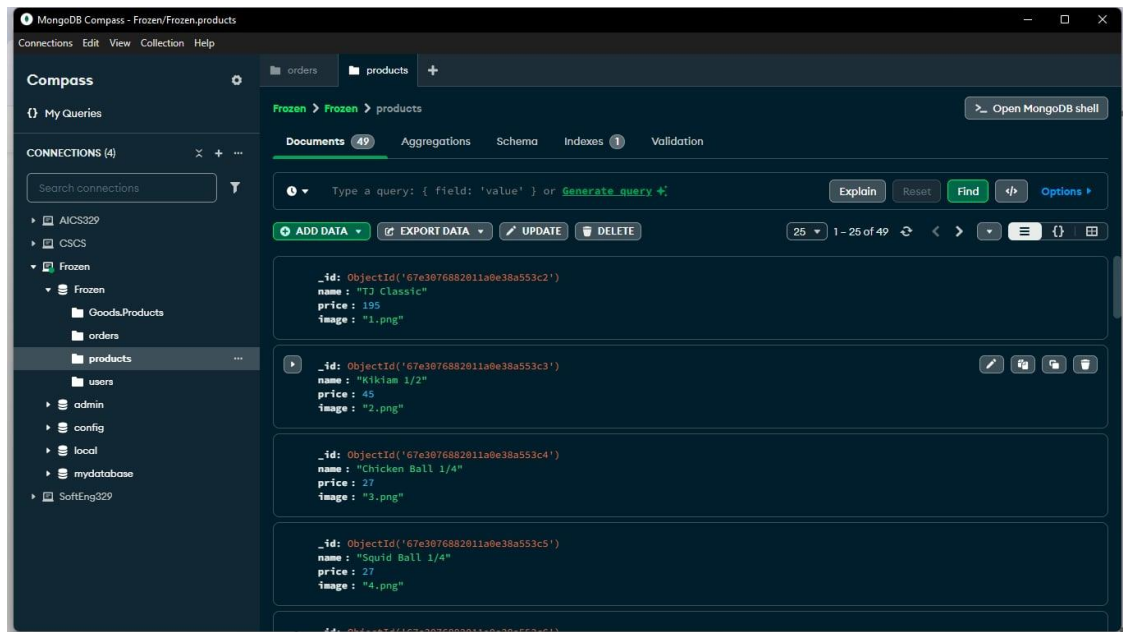 MongoDB Compass - Frozen/Frozen.products
Connections Edit View Collection Help
Compass
{} My Queries
CONNECTIONS (4)
Search connections
AICS329
CSCS
Frozen
Frozen
Goods.Products
orders
products
users
admin
config
local
mydatabase
SoftEng329
orders
products
Frozen > Frozen > products
>_ Open MongoDB shell
Documents 49 Aggregations Schema Indexes 1 Validation
Type a query: { field: 'value' } or Generate query
Explain Reset Find </> Options
ADD DATA EXPORT DATA UPDATE DELETE
25 1 – 25 of 49 {}
_id: ObjectId('67e3076882011a0e38a553c2')
name : "TJ Classic"
price : 195
image : "1.png"
_id: ObjectId('67e3076882011a0e38a553c3')
name : "Kikiam 1/2"
price : 45
image : "2.png"
_id: ObjectId('67e3076882011a0e38a553c4')
name : "Chicken Ball 1/4"
price : 27
image : "3.png"
_id: ObjectId('67e3076882011a0e38a553c5')
name : "Squid Ball 1/4"
price : 27
image : "4.png"